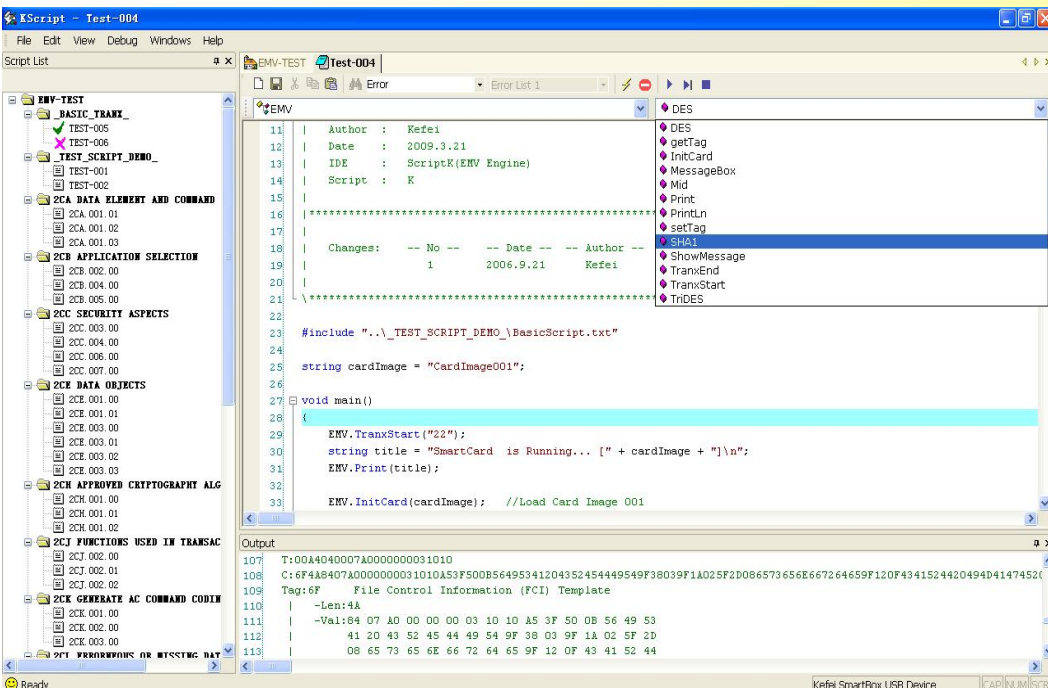 KScript - Test-004
File Edit View Debug Windows Help
Script List
EMV-TEST
_BASIC_TRANX_
TEST-005
TEST-006
_TEST_SCRIPT_DEMO_
TEST-001
TEST-002
2CA DATA ELEMENT AND COMMAND
2CA.001.01
2CA.001.02
2CA.001.03
2CB APPLICATION SELECTION
2CB.002.00
2CB.004.00
2CB.005.00
2CC SECURITY ASPECTS
2CC.003.00
2CC.004.00
2CC.006.00
2CC.007.00
2CE DATA OBJECTS
2CE.001.00
2CE.001.01
2CE.003.00
2CE.003.01
2CE.003.02
2CE.003.03
2CH APPROVED CRYPTOGRAPHY ALG
2CH.001.00
2CH.001.01
2CH.001.02
2CJ FUNCTIONS USED IN TRANSAC
2CJ.002.00
2CJ.002.01
2CJ.002.02
2CK GENERATE AC COMMAND CODIN
2CK.001.00
2CK.002.00
2CK.003.00
2CL ERRORNEOUS OR MISSING DAT
EMV-TEST Test-004
Error Error List 1
EMV DES
DES
getTag
InitCard
MessageBox
Mid
Print
PrintLn
setTag
SHA1
ShowMessage
TranxEnd
TranxStart
TriDES
11 | Author : Kefei
12 | Date : 2009.3.21
13 | IDE : ScriptK(EMV Engine)
14 | Script : K
15 |
16 |*****************************************************
17 |
18 | Changes: -- No -- -- Date -- -- Author --
19 | 1 2006.9.21 Kefei
20 |
21 \*****************************************************
22
23 #include "..\_TEST_SCRIPT_DEMO_\BasicScript.txt"
24
25 string cardImage = "CardImage001";
26
27 void main()
28 {
29 EMV.TranxStart("22");
30 string title = "SmartCard is Running... [" + cardImage + "]\n";
31 EMV.Print(title);
32
33 EMV.InitCard(cardImage); //Load Card Image 001
Output
107 T:00A4040007A0000000031010
108 C:6F4A8407A0000000031010A53F500B56495341204352454449549F38039F1A025F2D086573656E667264659F120F4341524420494D41474520
109 Tag:6F File Control Information (FCI) Template
110 | -Len:4A
111 | -Val:84 07 A0 00 00 00 03 10 10 A5 3F 50 0B 56 49 53
112 | 41 20 43 52 45 44 49 54 9F 38 03 9F 1A 02 5F 2D
113 | 08 65 73 65 6E 66 72 64 65 9F 12 0F 43 41 52 44
Ready
Kefei SmartBox USB Device CAP NUM SCR